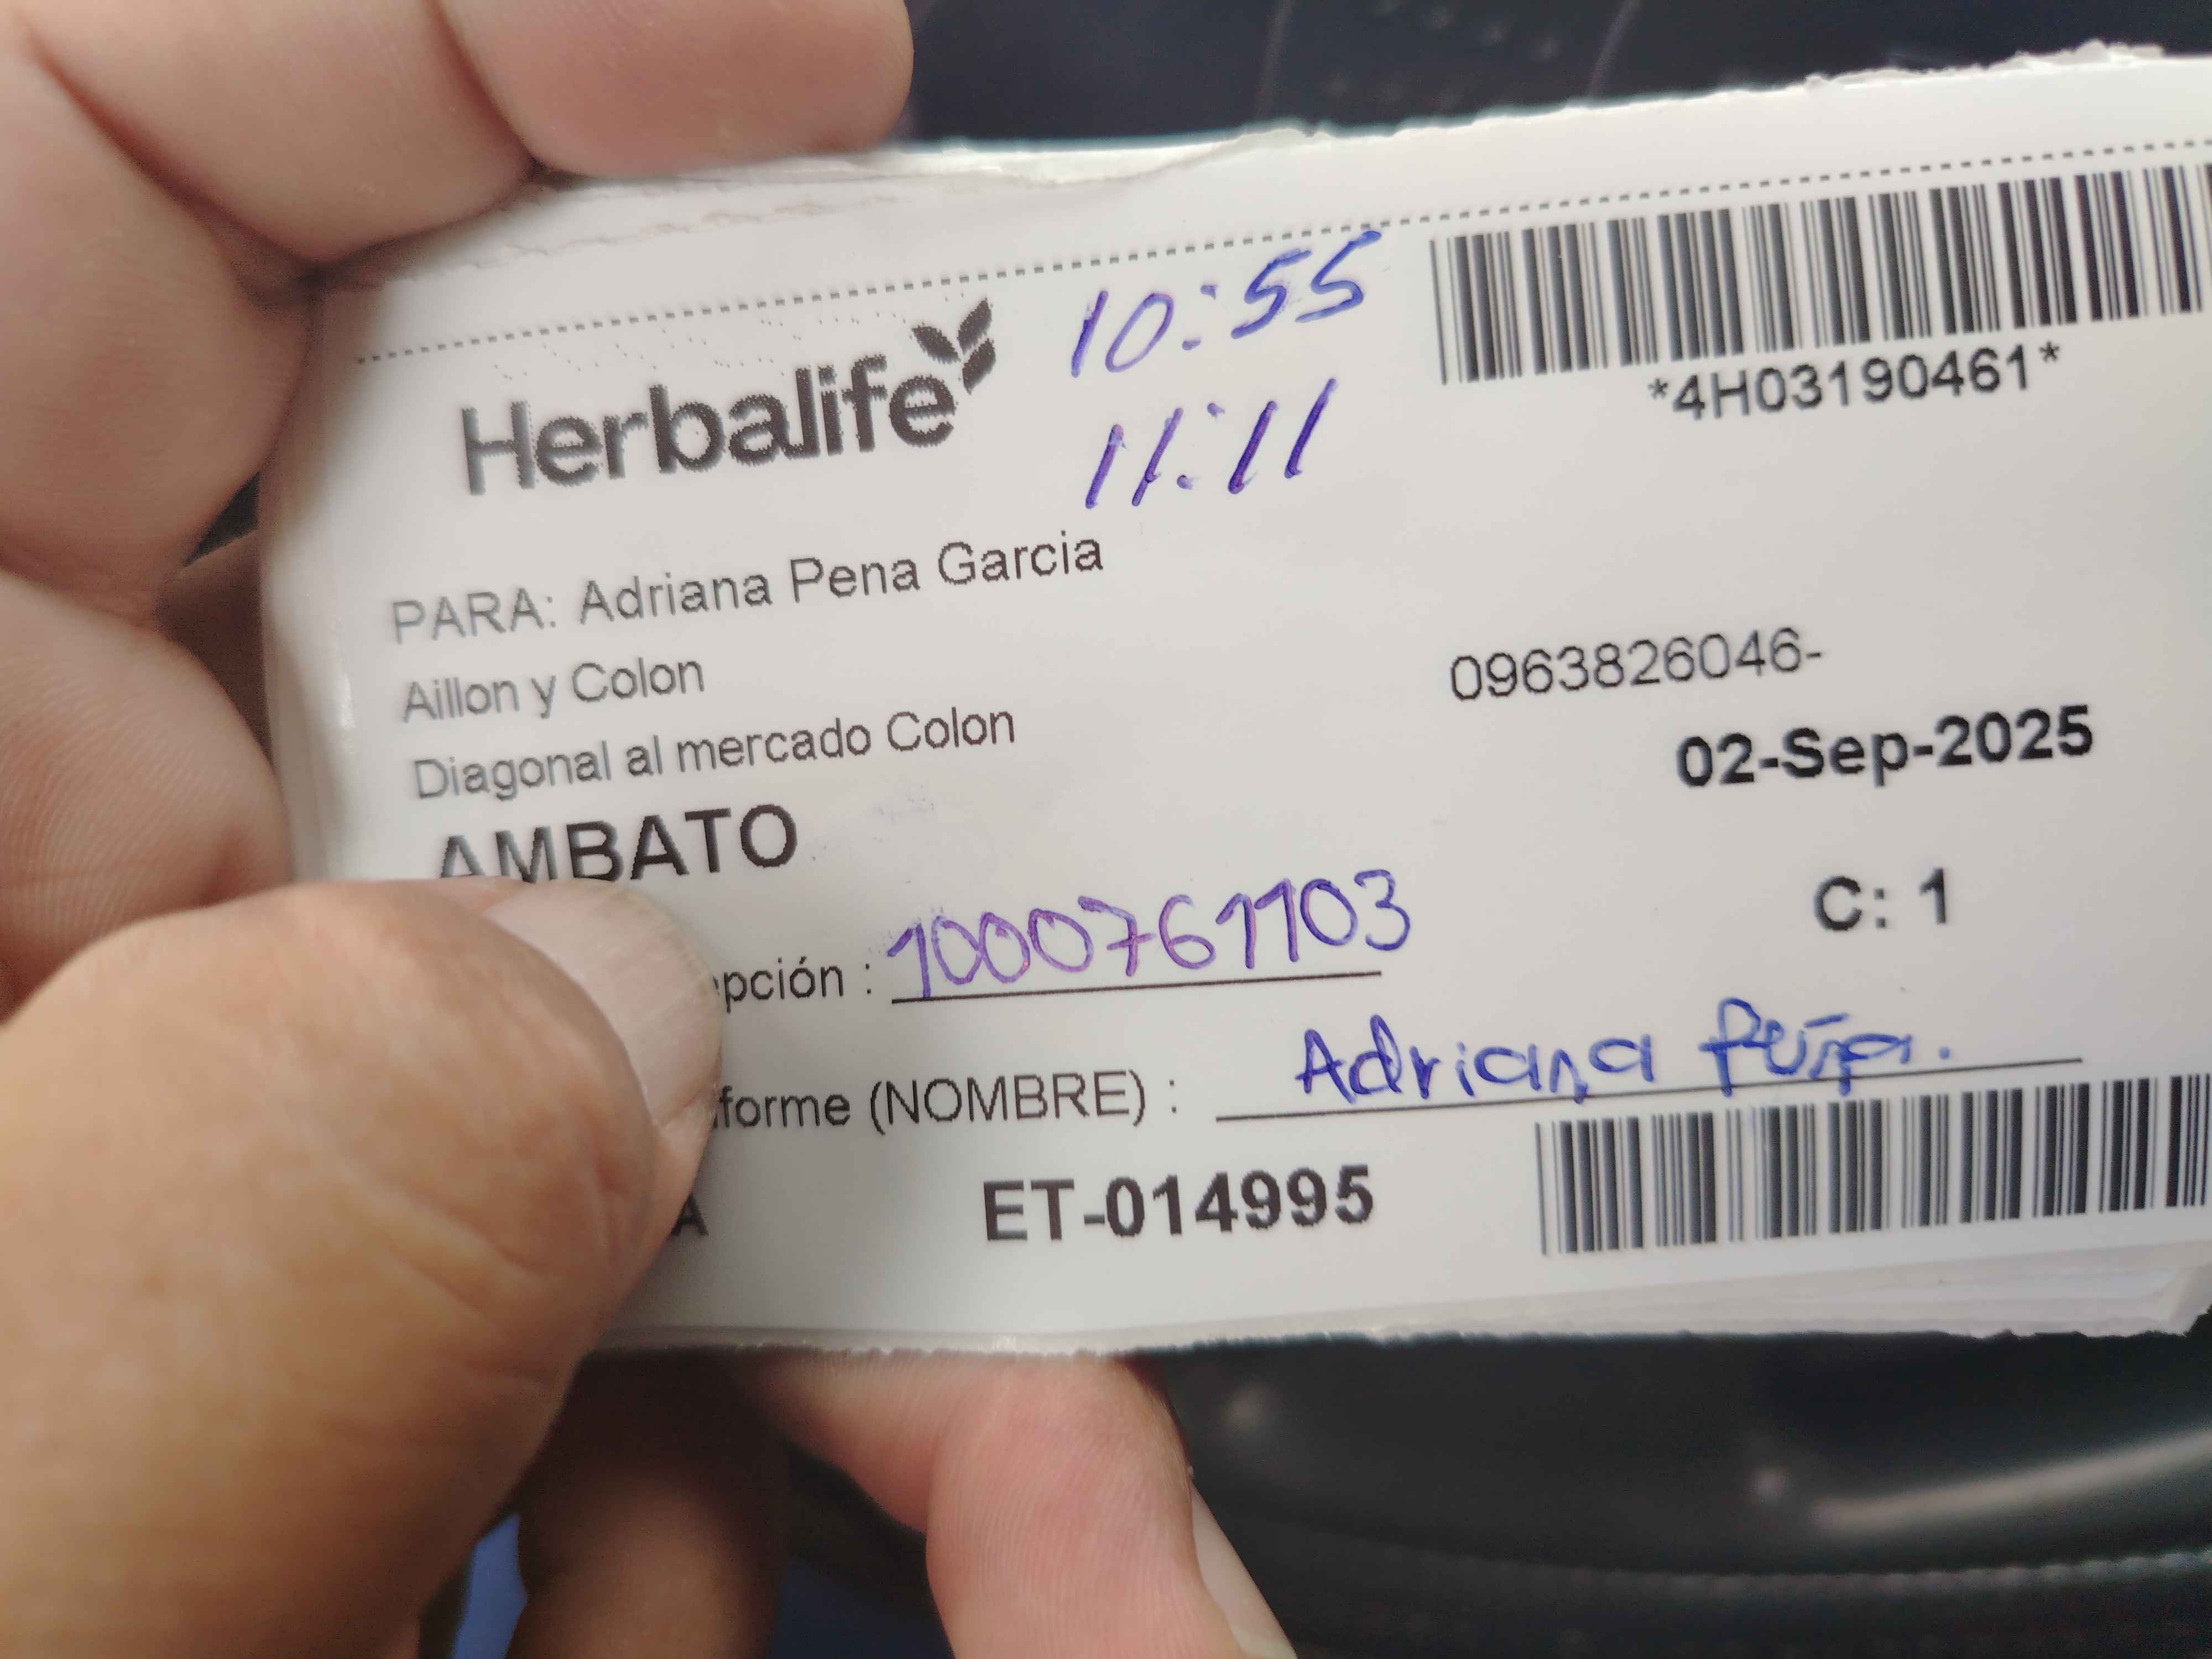 Herbalife
10:55
11:11
*4H03190461*
PARA: Adriana Pena Garcia
Aillon y Colon
0963826046-
Diagonal al mercado Colon
02-Sep-2025
AMBATO
C: 1
pción : 1000761103
forme (NOMBRE) : Adriana Peña.
A ET-014995